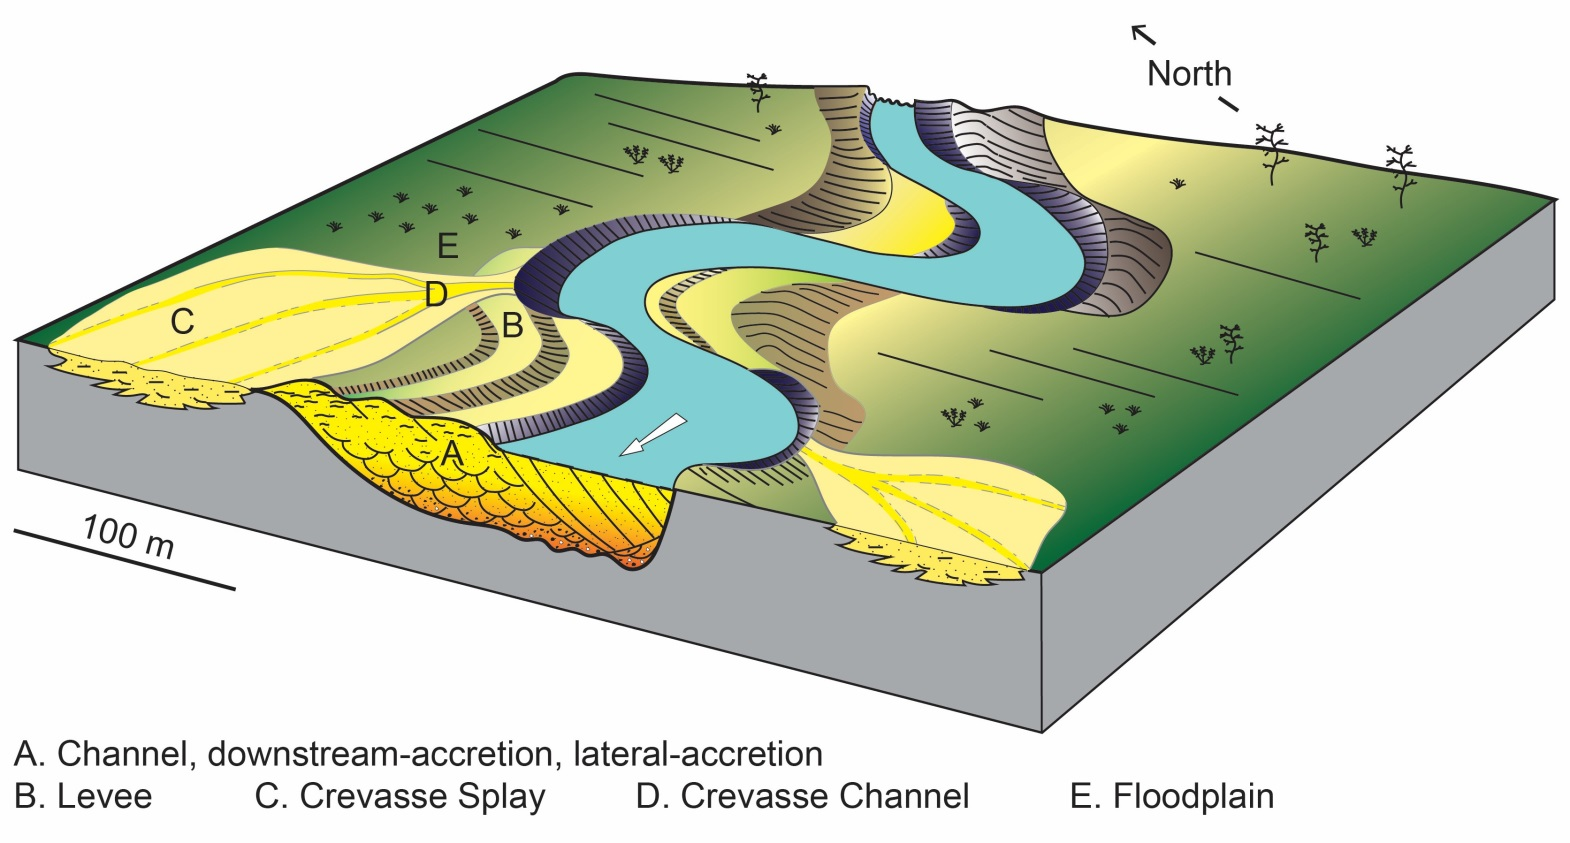 North
E
D
C
B
A
100 m
A. Channel, downstream-accretion, lateral-accretion
B. Levee C. Crevasse Splay D. Crevasse Channel E. Floodplain